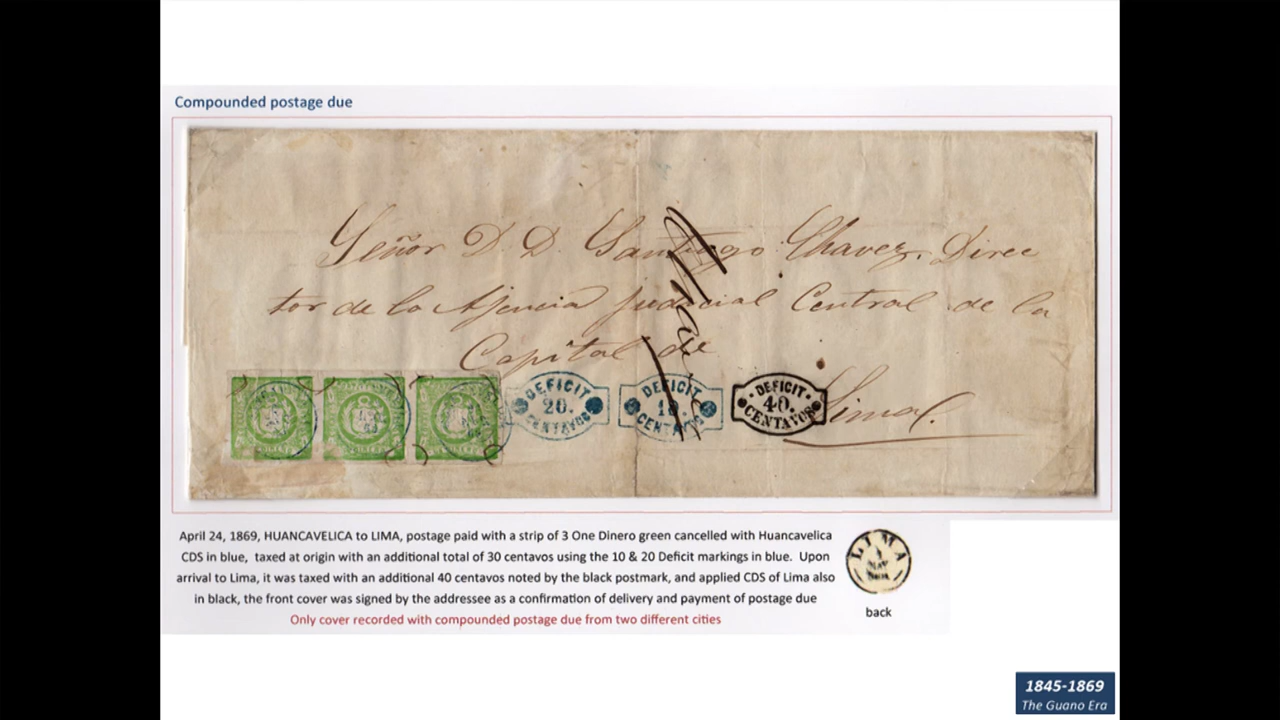 Compounded postage due
Señor D. D. Santiago Chavez, Direc
tor de la Ajencia judicial Central de la
Capital de
Lima.
DEFICIT
20.
CENTAVOS
DEFICIT
10.
CENTAVOS
DEFICIT
40.
CENTAVOS
April 24, 1869, HUANCAVELICA to LIMA, postage paid with a strip of 3 One Dinero green cancelled with Huancavelica
CDS in blue, taxed at origin with an additional total of 30 centavos using the 10 & 20 Deficit markings in blue. Upon
arrival to Lima, it was taxed with an additional 40 centavos noted by the black postmark, and applied CDS of Lima also
in black, the front cover was signed by the addressee as a confirmation of delivery and payment of postage due
Only cover recorded with compounded postage due from two different cities
LIMA
1
MAY
back
1845-1869
The Guano Era